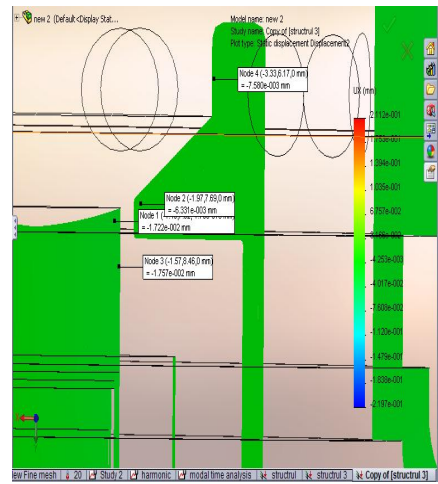 new 2 (Default<Display Stat...
Model name: new 2
Study name: Copy of [structrul 3]
Plot type: Static displacement Displacement2
Node 4 (-3.33,6.17,0 mm)
= -7.580e-003 mm
UX (mm)
2.112e-001
1.753e-001
1.394e-001
1.035e-001
6.757e-002
-4.253e-003
-4.017e-002
-7.608e-002
-1.120e-001
-1.479e-001
-1.838e-001
-2.197e-001
Node 2 (-1.97,7.69,0 mm)
= -6.331e-003 mm
Node 1
= -1.722e-002 mm
Node 3 (-1.57,8.46,0 mm)
= -1.757e-002 mm
ew Fine mesh 20 Study 2 harmonic modal time analysis structrul structrul 3 Copy of [structrul 3]